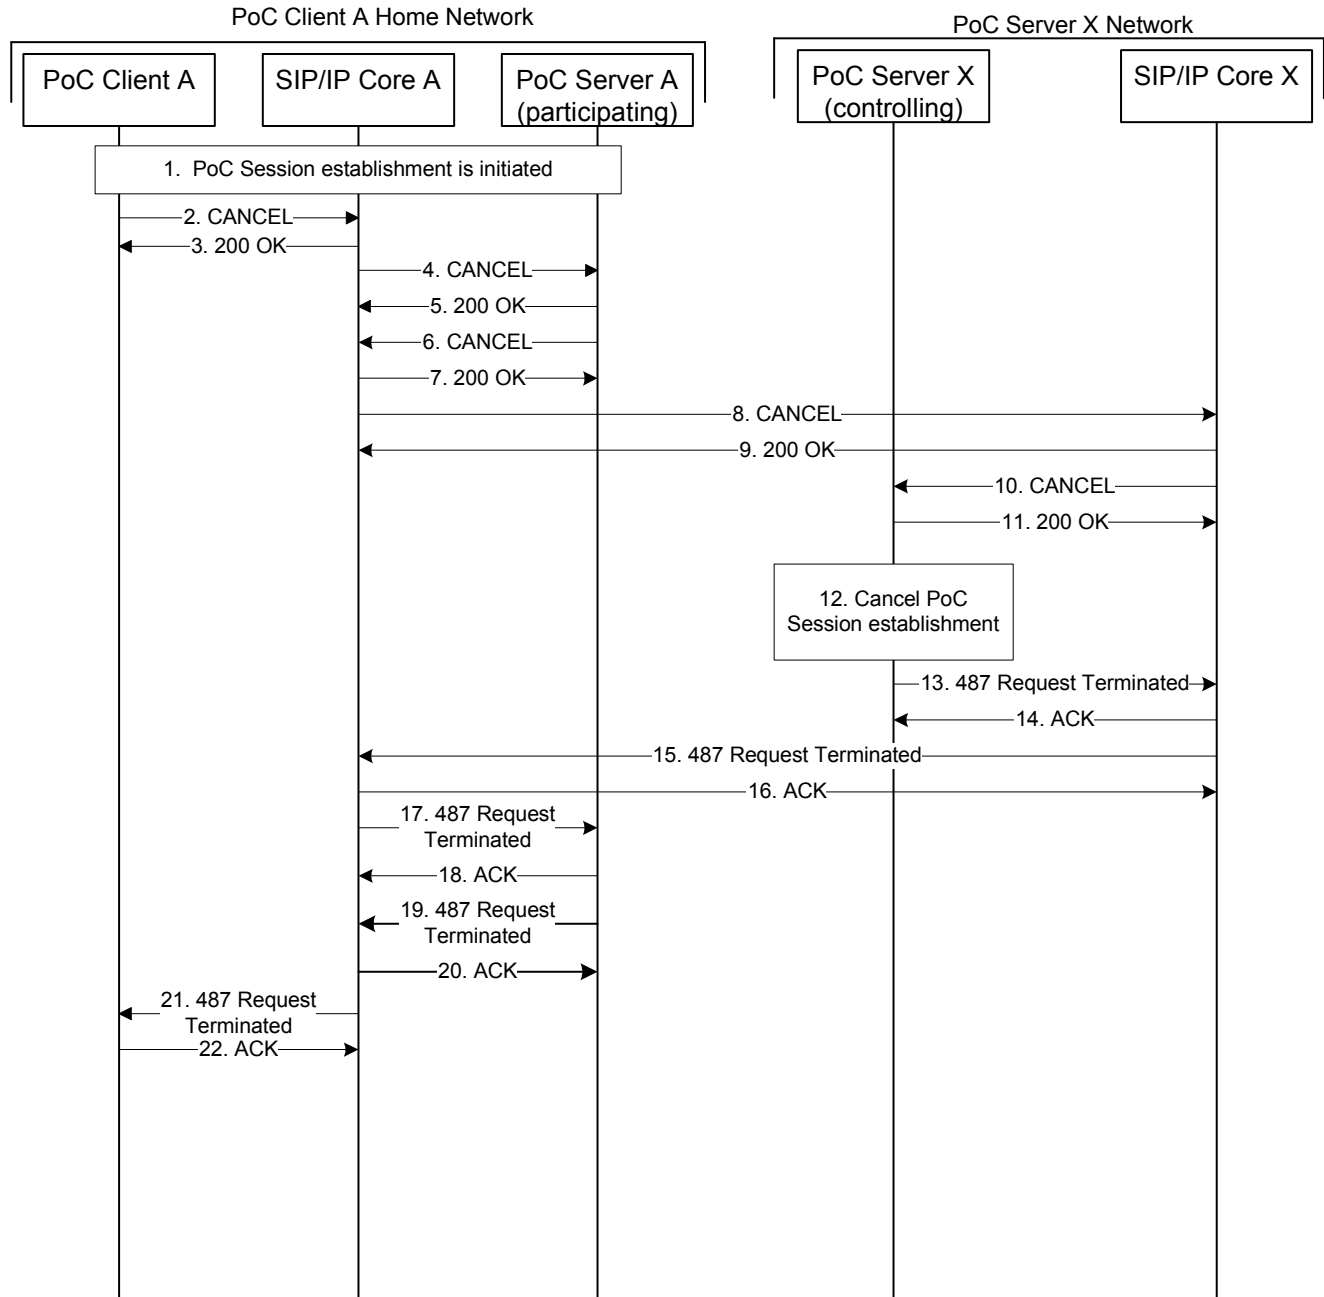 PoC Client A Home Network
PoC Server X Network
PoC Client A
SIP/IP Core A
PoC Server A
(participating)
PoC Server X
(controlling)
SIP/IP Core X
1. PoC Session establishment is initiated
2. CANCEL
3. 200 OK
4. CANCEL
5. 200 OK
6. CANCEL
7. 200 OK
8. CANCEL
9. 200 OK
10. CANCEL
11. 200 OK
12. Cancel PoC
Session establishment
13. 487 Request Terminated
14. ACK
15. 487 Request Terminated
16. ACK
17. 487 Request
Terminated
18. ACK
19. 487 Request
Terminated
20. ACK
21. 487 Request
Terminated
22. ACK